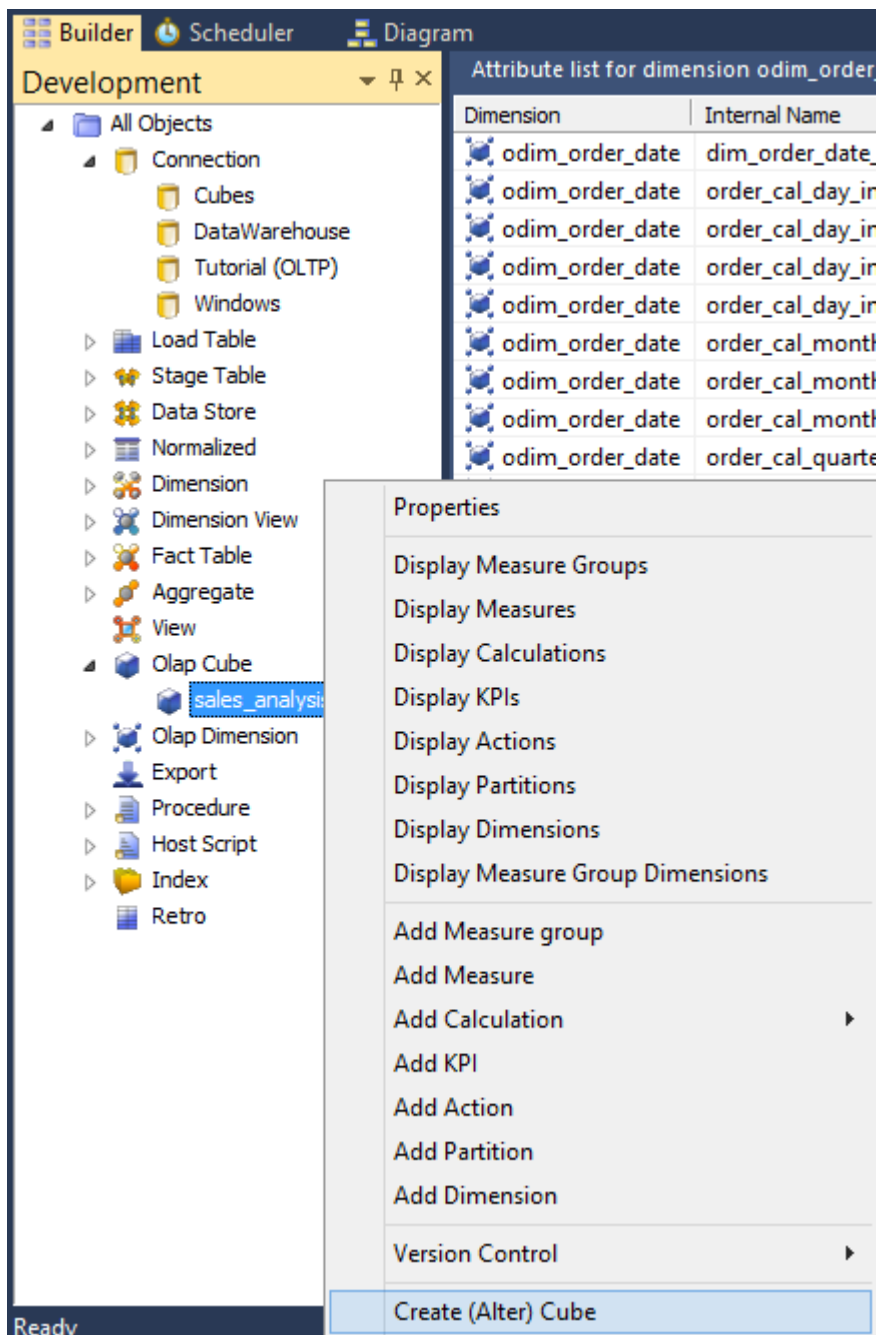 Builder Scheduler Diagram
Development
All Objects
Connection
Cubes
DataWarehouse
Tutorial (OLTP)
Windows
Load Table
Stage Table
Data Store
Normalized
Dimension
Dimension View
Fact Table
Aggregate
View
Olap Cube
sales_analysis
Olap Dimension
Export
Procedure
Host Script
Index
Retro
Ready
Attribute list for dimension odim_order_
Dimension Internal Name
odim_order_date dim_order_date_
odim_order_date order_cal_day_in
odim_order_date order_cal_day_in
odim_order_date order_cal_day_in
odim_order_date order_cal_day_in
odim_order_date order_cal_month
odim_order_date order_cal_month
odim_order_date order_cal_month
odim_order_date order_cal_quarte
Properties
Display Measure Groups
Display Measures
Display Calculations
Display KPIs
Display Actions
Display Partitions
Display Dimensions
Display Measure Group Dimensions
Add Measure group
Add Measure
Add Calculation
Add KPI
Add Action
Add Partition
Add Dimension
Version Control
Create (Alter) Cube